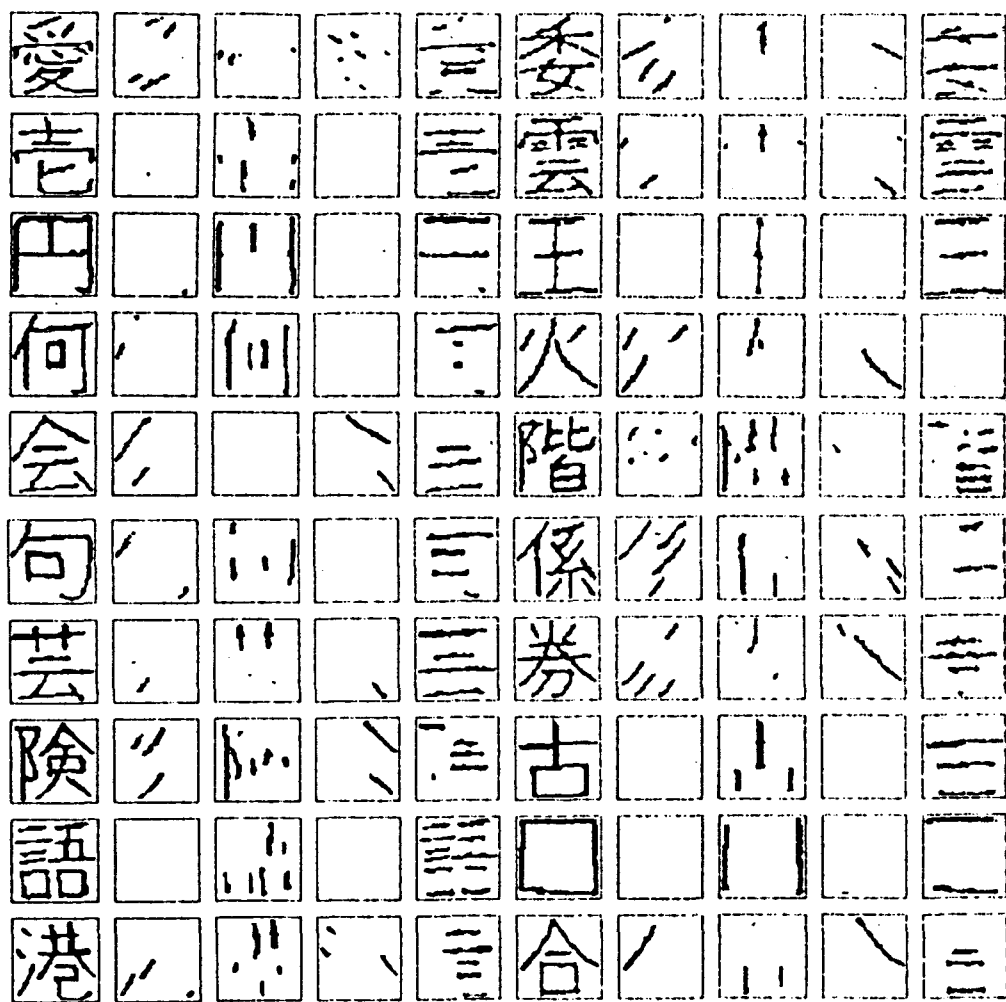 愛 委
壱 雲
円 王
何 火
会 階
句 係
芸 券
険 古
語 口
港 合